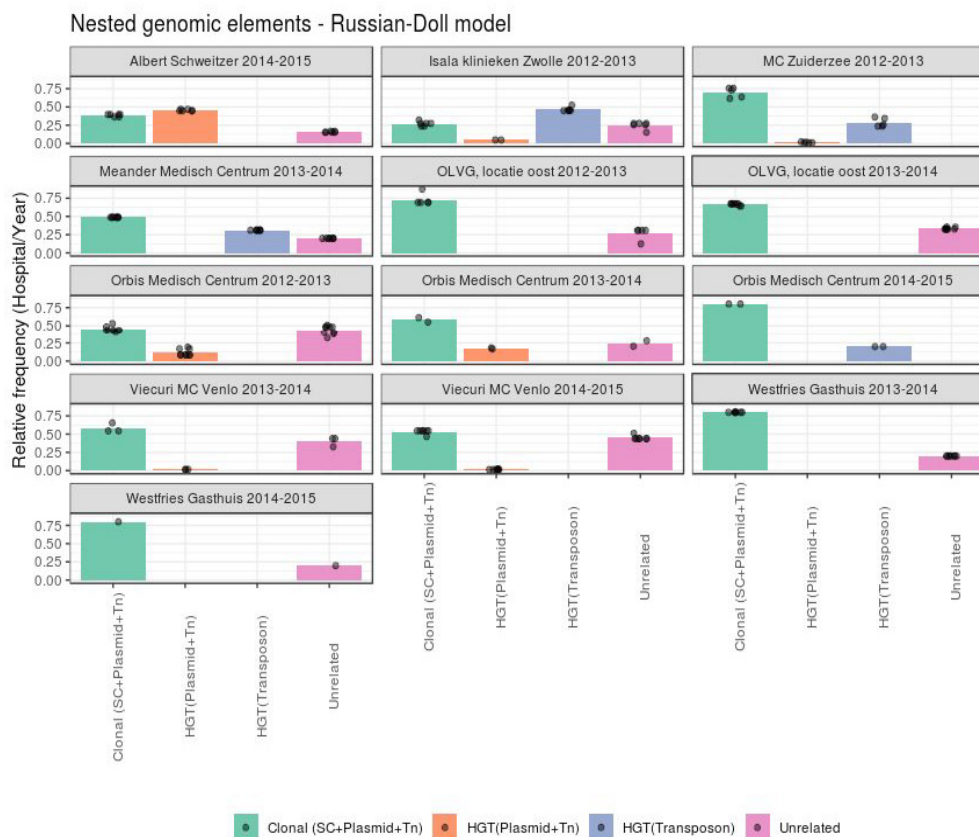 Nested genomic elements - Russian-Doll model
Albert Schweitzer 2014-2015
Isala klinieken Zwolle 2012-2013
MC Zuiderzee 2012-2013
0.75
0.50
0.25
0.00
Meander Medisch Centrum 2013-2014
OLVG, locatie oost 2012-2013
OLVG, locatie oost 2013-2014
0.75
0.50
0.25
0.00
Orbis Medisch Centrum 2012-2013
Orbis Medisch Centrum 2013-2014
Orbis Medisch Centrum 2014-2015
0.75
0.50
0.25
0.00
Viecuri MC Venlo 2013-2014
Viecuri MC Venlo 2014-2015
Westfries Gasthuis 2013-2014
0.75
0.50
0.25
0.00
Westfries Gasthuis 2014-2015
0.75
0.50
0.25
0.00
Relative frequency (Hospital/Year)
Clonal (SC+Plasmid+Tn)
HGT(Plasmid+Tn)
HGT(Transposon)
Unrelated
Clonal (SC+Plasmid+Tn)
HGT(Plasmid+Tn)
HGT(Transposon)
Unrelated
Clonal (SC+Plasmid+Tn)
HGT(Plasmid+Tn)
HGT(Transposon)
Unrelated
Clonal (SC+Plasmid+Tn) HGT(Plasmid+Tn) HGT(Transposon) Unrelated